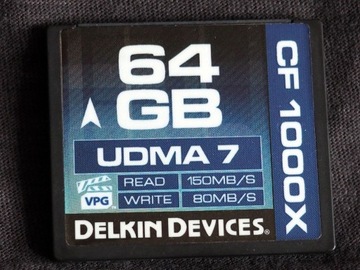 64
GB
UDMA 7
READ 150MB/S
VPG WRITE 80MB/S
DELKIN DEVICES®
CF 1000X